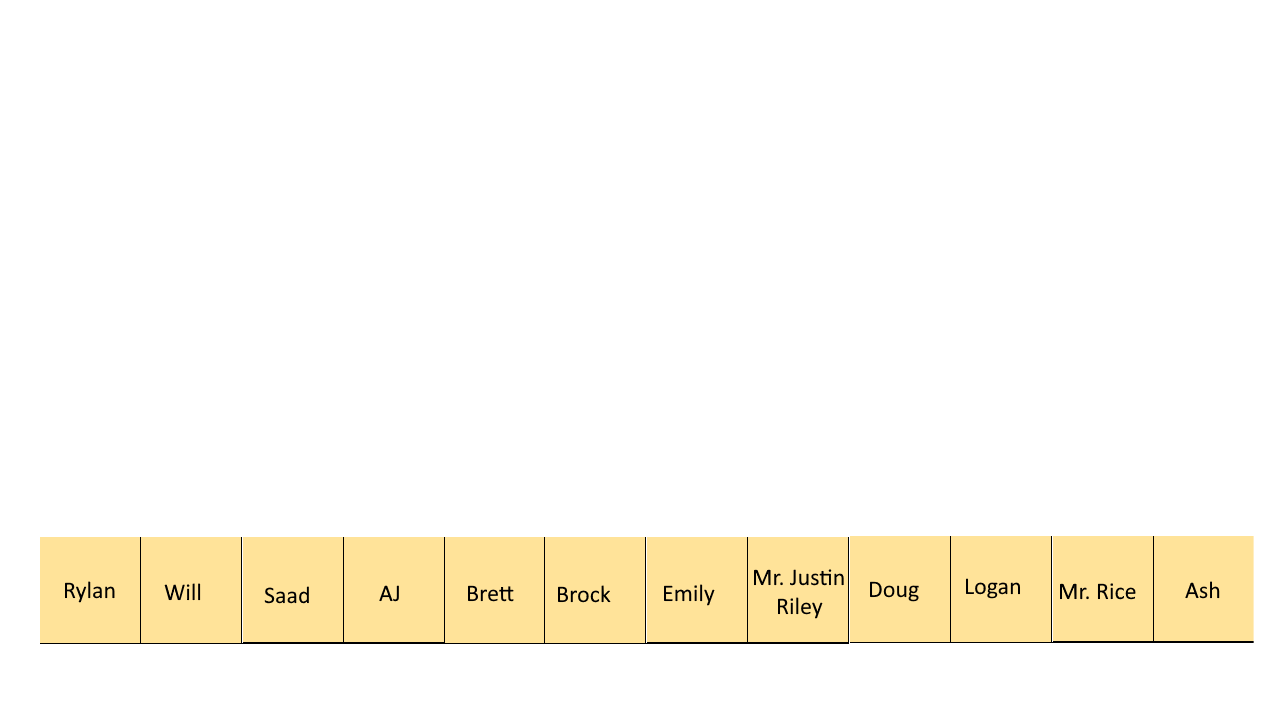 Rylan
Will
Saad
AJ
Brett
Brock
Emily
Mr. Justin
Riley
Doug
Logan
Mr. Rice
Ash